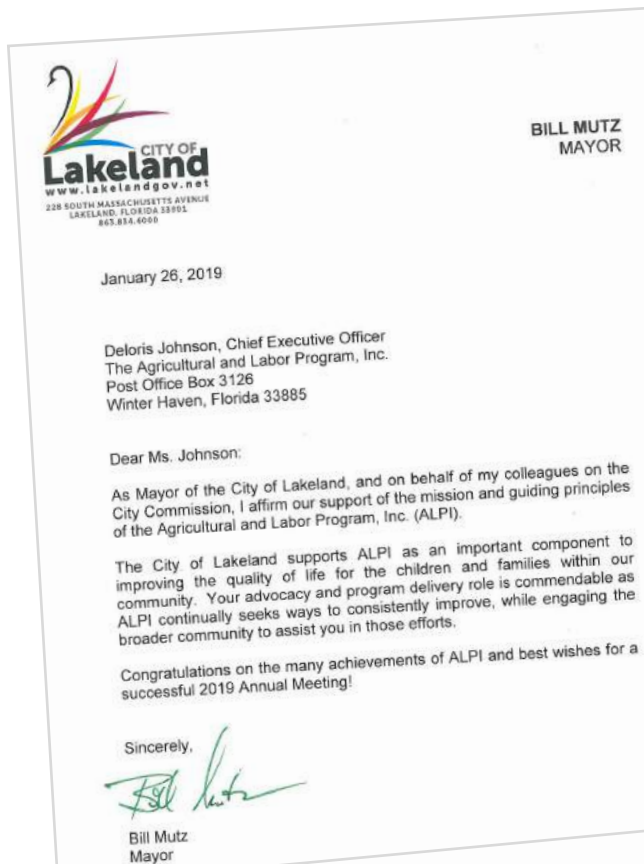 CITY OF
Lakeland
www.lakelandgov.net
228 SOUTH MASSACHUSETTS AVENUE
LAKELAND, FLORIDA 33801
863.834.6000
BILL MUTZ
MAYOR
January 26, 2019
Deloris Johnson, Chief Executive Officer
The Agricultural and Labor Program, Inc.
Post Office Box 3126
Winter Haven, Florida 33885
Dear Ms. Johnson:
As Mayor of the City of Lakeland, and on behalf of my colleagues on the
City Commission, I affirm our support of the mission and guiding principles
of the Agricultural and Labor Program, Inc. (ALPI).
The City of Lakeland supports ALPI as an important component to
improving the quality of life for the children and families within our
community. Your advocacy and program delivery role is commendable as
ALPI continually seeks ways to consistently improve, while engaging the
broader community to assist you in those efforts.
Congratulations on the many achievements of ALPI and best wishes for a
successful 2019 Annual Meeting!
Sincerely,
Bill Mutz
Bill Mutz
Mayor